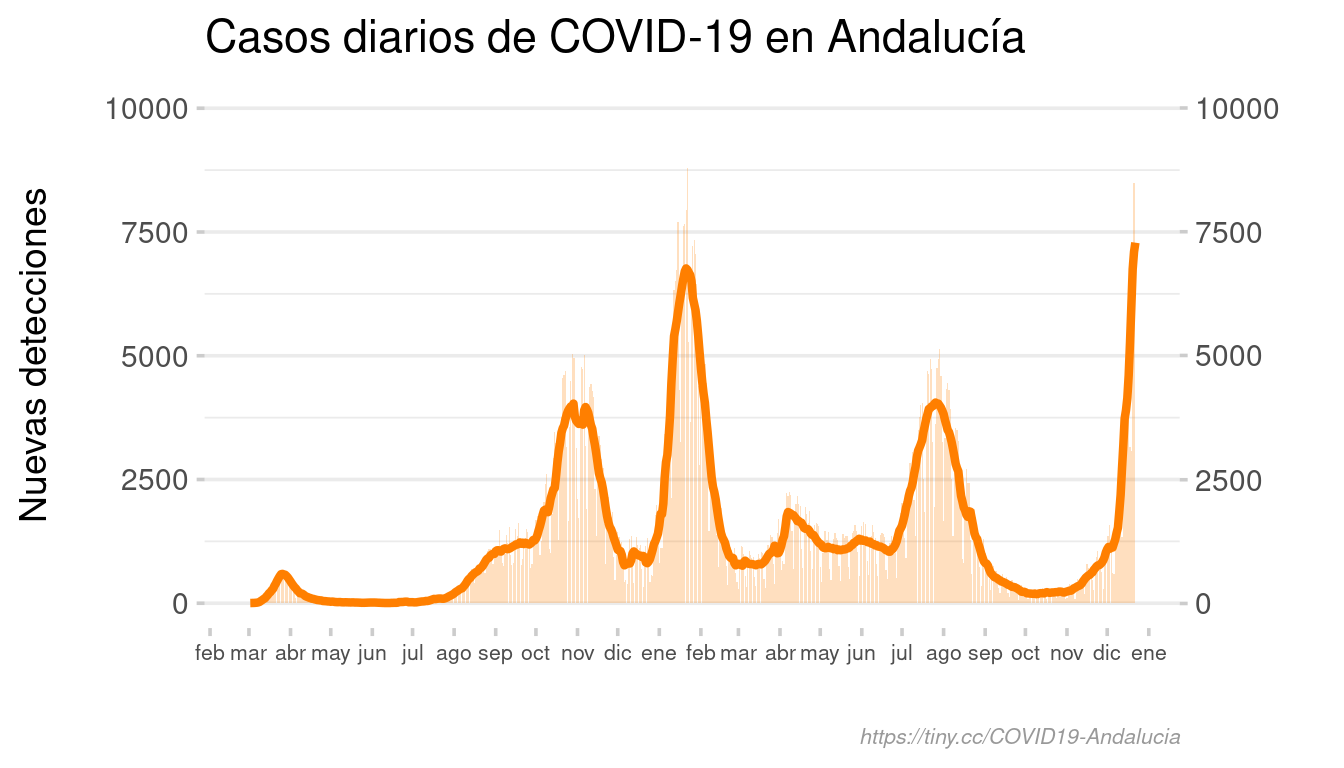 Casos diarios de COVID-19 en Andalucía
Nuevas detecciones
10000 10000
7500 7500
5000 5000
2500 2500
0 0
feb mar abr may jun jul ago sep oct nov dic ene feb mar abr may jun jul ago sep oct nov dic ene
https://tiny.cc/COVID19-Andalucia